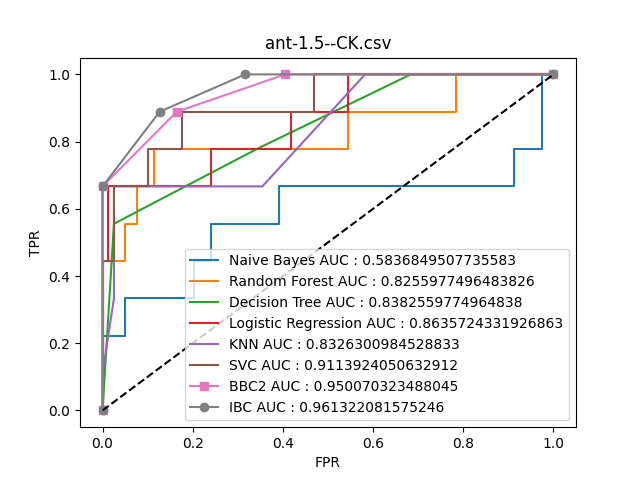 ant-1.5--CK.csv
TPR
1.0
0.8
0.6
0.4
0.2
0.0
Naive Bayes AUC : 0.5836849507735583
Random Forest AUC : 0.8255977496483826
Decision Tree AUC : 0.8382559774964838
Logistic Regression AUC : 0.8635724331926863
KNN AUC : 0.8326300984528833
SVC AUC : 0.9113924050632912
BBC2 AUC : 0.950070323488045
IBC AUC : 0.961322081575246
0.0 0.2 0.4 0.6 0.8 1.0
FPR